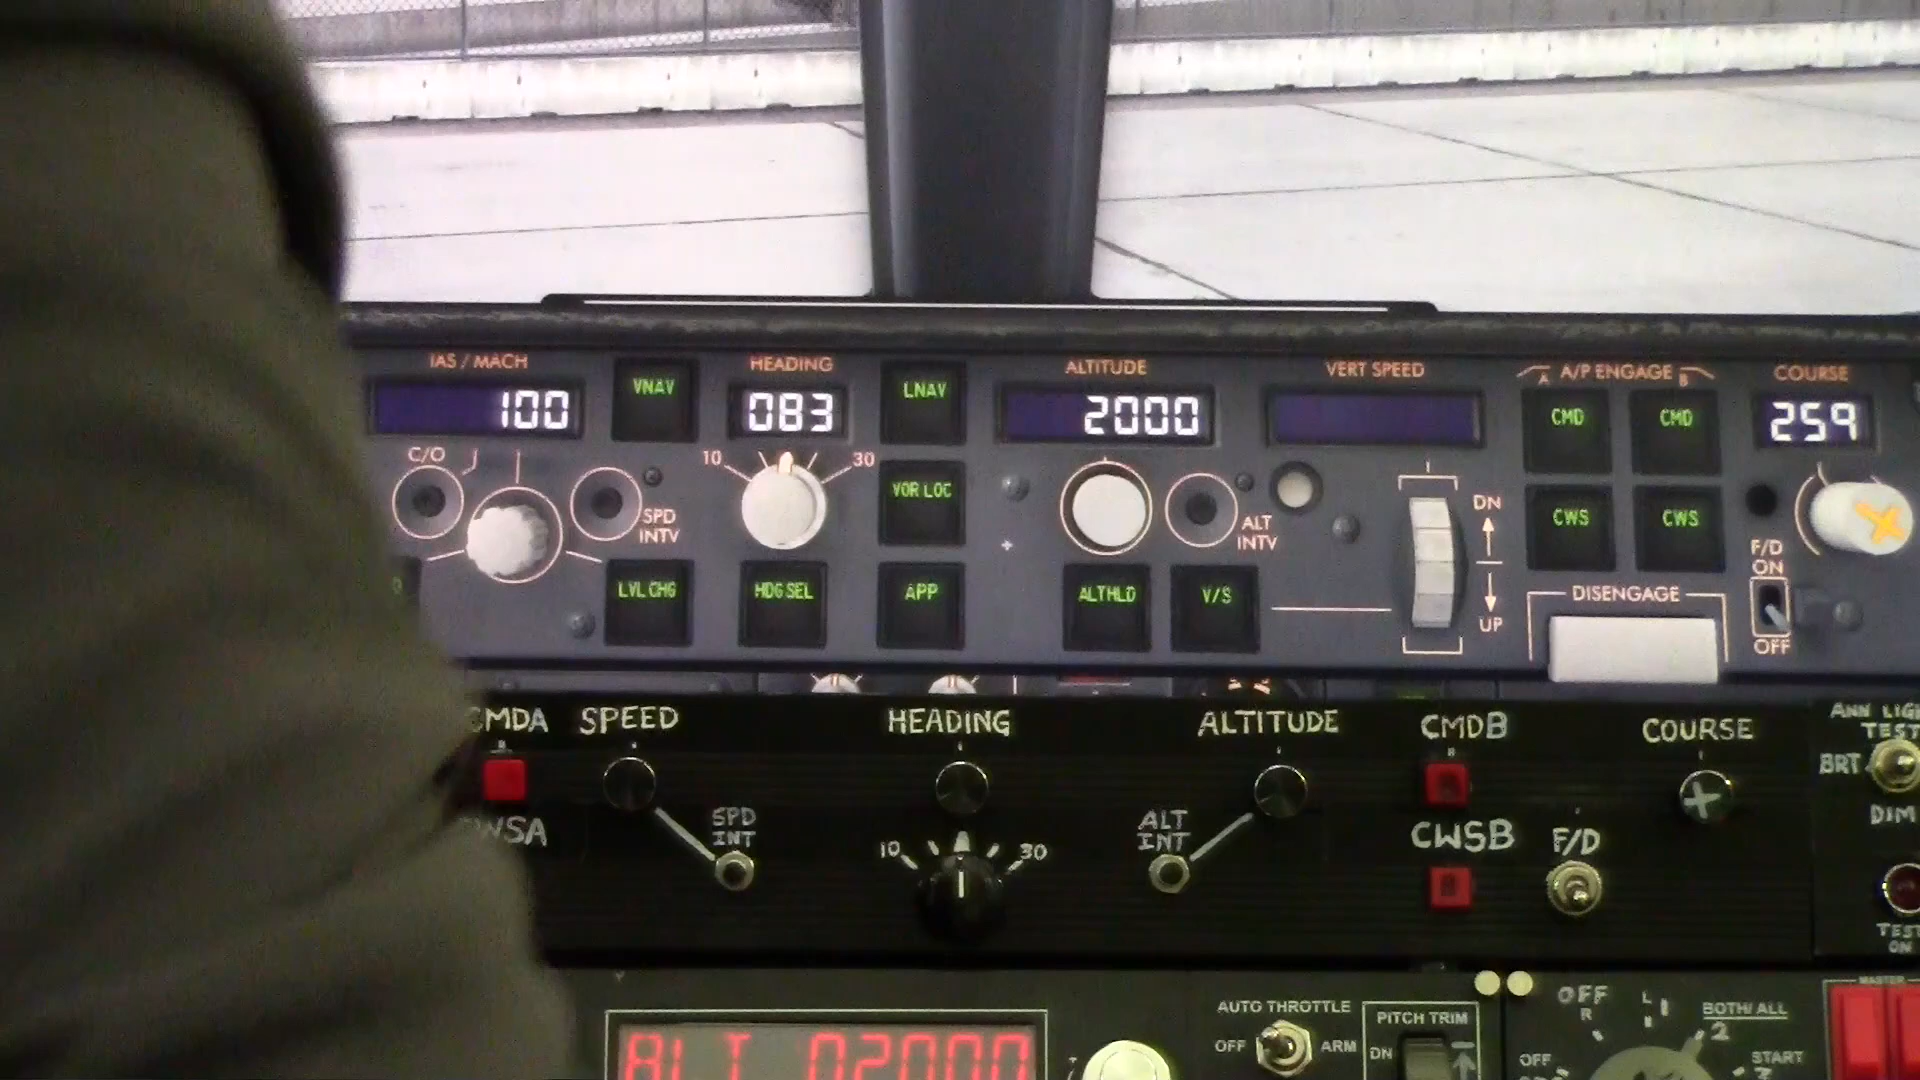 IAS / MACH
HEADING
ALTITUDE
VERT SPEED
A A/P ENGAGE B
COURSE
100
VNAV
083
LNAV
2000
CMD
CMD
259
C/O
10
30
VOR LOC
SPD
INTV
ALT
INTV
DN
CWS
CWS
F/D
ON
LVL CHG
HDG SEL
APP
ALT HLD
V/S
UP
DISENGAGE
OFF
CMDA
SPEED
HEADING
ALTITUDE
CMDB
COURSE
TEST
BRT
DIM
SPD
INT
10
30
ALT
INT
CWSB
F/D
TEST
ON
AUTO THROTTLE
OFF
ARM
PITCH TRIM
DN
OFF
R
L
BOTH/ALL
2
MASTER
OFF
START
3
ALT 02000